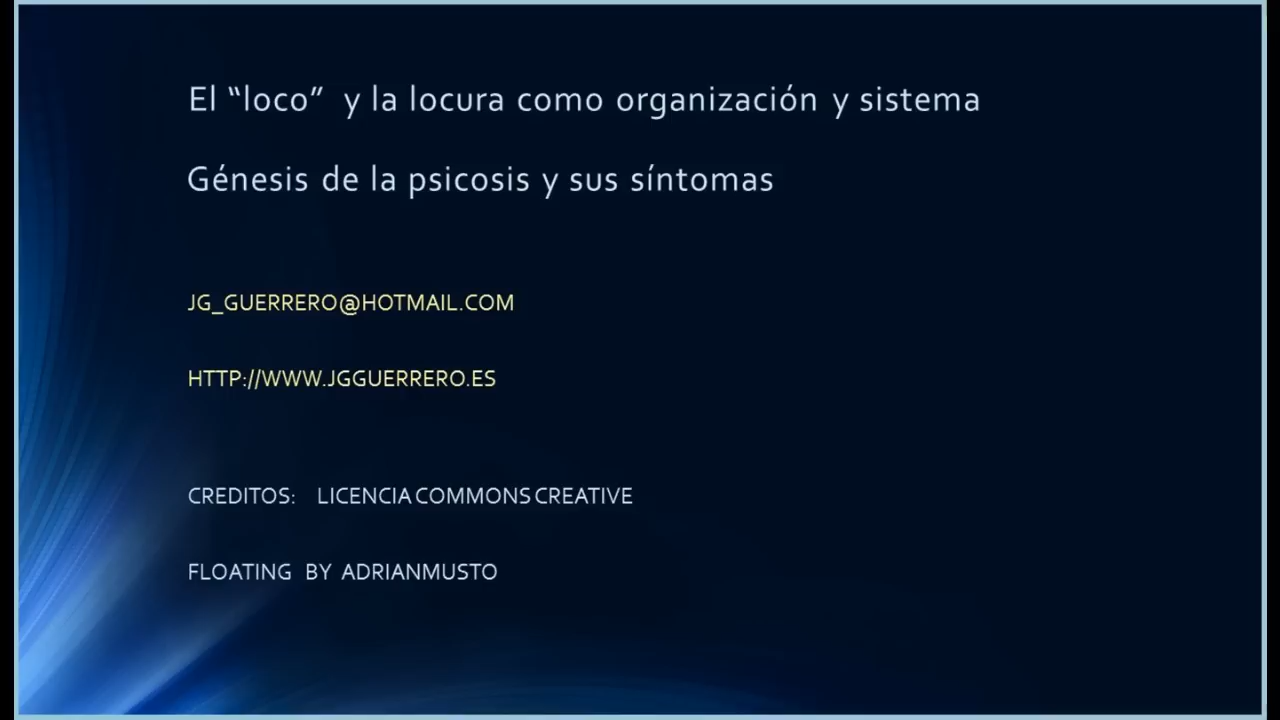 El “loco” y la locura como organización y sistema
Génesis de la psicosis y sus síntomas
JG_GUERRERO@HOTMAIL.COM
HTTP://WWW.JGGUERRERO.ES
CREDITOS: LICENCIA COMMONS CREATIVE
FLOATING BY ADRIANMUSTO